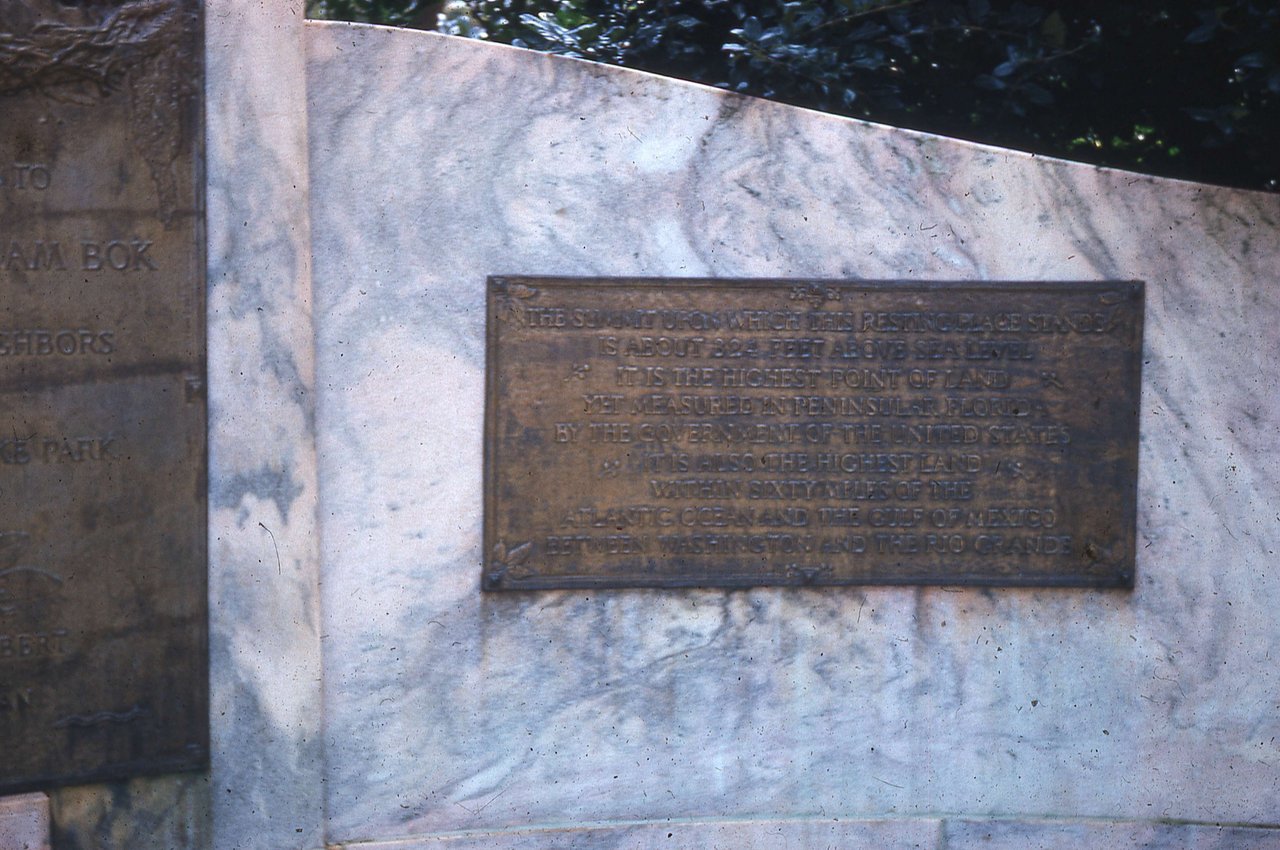 TO
AM BOK
GHBORS
KE PARK
BERT
AN
THE SUMMIT UPON WHICH THIS RESTING PLACE STANDS
IS ABOUT 324 FEET ABOVE SEA LEVEL
IT IS THE HIGHEST POINT OF LAND
YET MEASURED IN PENINSULAR FLORIDA
BY THE GOVERNMENT OF THE UNITED STATES
IT IS ALSO THE HIGHEST LAND
WITHIN SIXTY MILES OF THE
ATLANTIC OCEAN AND THE GULF OF MEXICO
BETWEEN WASHINGTON AND THE RIO GRANDE